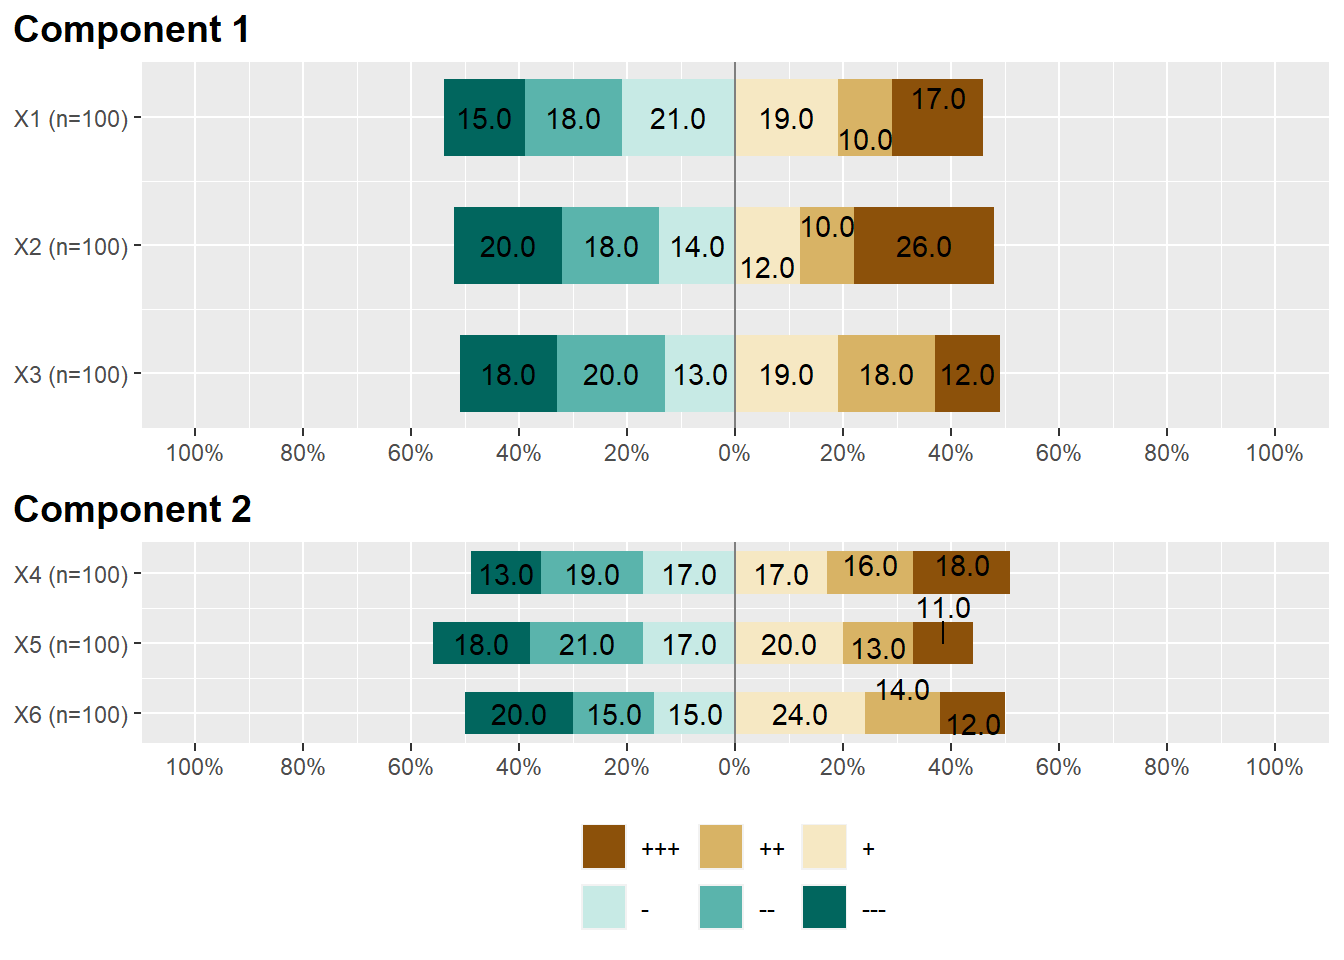 Component 1
X1 (n=100) 15.0 18.0 21.0 19.0 10.0 17.0
X2 (n=100) 20.0 18.0 14.0 12.0 10.0 26.0
X3 (n=100) 18.0 20.0 13.0 19.0 18.0 12.0
100% 80% 60% 40% 20% 0% 20% 40% 60% 80% 100%
Component 2
X4 (n=100) 13.0 19.0 17.0 17.0 16.0 18.0
X5 (n=100) 18.0 21.0 17.0 20.0 13.0 11.0
X6 (n=100) 20.0 15.0 15.0 24.0 14.0 12.0
100% 80% 60% 40% 20% 0% 20% 40% 60% 80% 100%
+++ ++ +
- -- ---